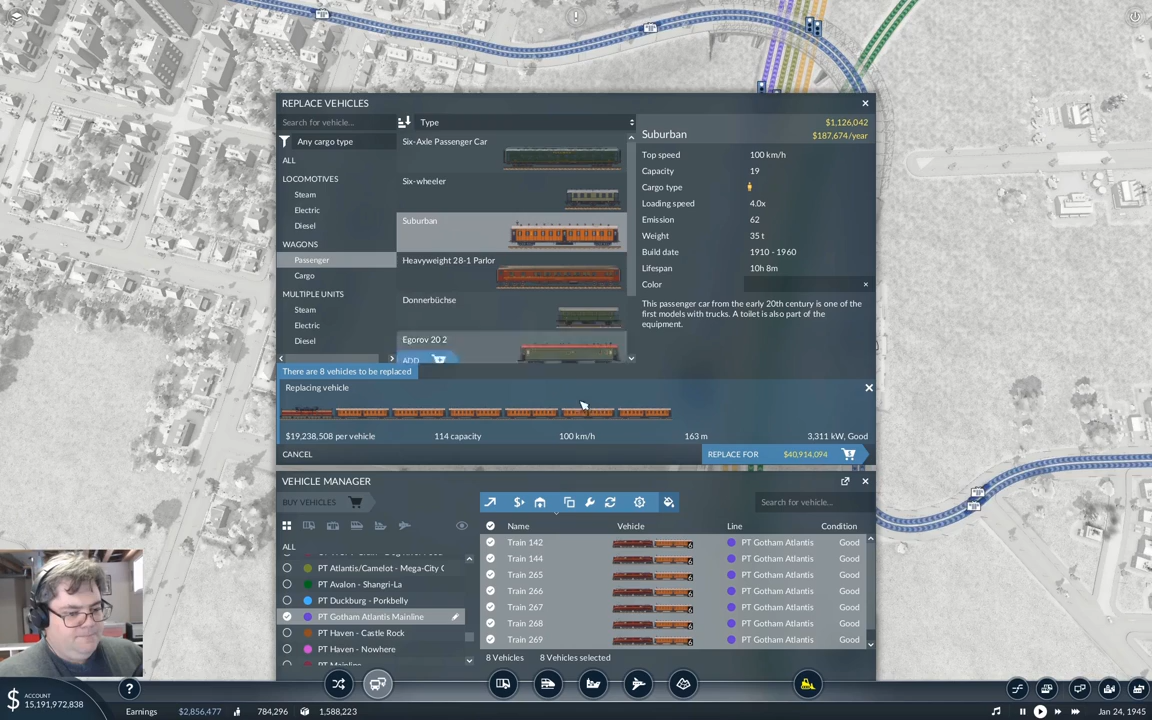 REPLACE VEHICLES
Search for vehicle...
Type
$1,126,042
$187,674/year
Any cargo type
ALL
LOCOMOTIVES
Steam
Electric
Diesel
WAGONS
Passenger
Cargo
MULTIPLE UNITS
Steam
Electric
Diesel
Six-Axle Passenger Car
Six-wheeler
Suburban
Heavyweight 28-1 Parlor
Donnerbüchse
Egorov 20 2
ADD
Suburban
Top speed 100 km/h
Capacity 19
Cargo type
Loading speed 4.0x
Emission 62
Weight 35 t
Build date 1910 - 1960
Lifespan 10h 8m
Color
This passenger car from the early 20th century is one of the
first models with trucks. A toilet is also part of the
equipment.
There are 8 vehicles to be replaced
Replacing vehicle
$19,238,508 per vehicle 114 capacity 100 km/h 163 m 3,311 kW, Good
CANCEL
REPLACE FOR $40,914,094
VEHICLE MANAGER
BUY VEHICLES
Search for vehicle...
ALL
PT Atlantis/Camelot - Mega-City
PT Avalon - Shangri-La
PT Duckburg - Porkbelly
PT Gotham Atlantis Mainline
PT Haven - Castle Rock
PT Haven - Nowhere
PT Mainline
Name Vehicle Line Condition
Train 142 PT Gotham Atlantis Good
Train 144 PT Gotham Atlantis Good
Train 265 PT Gotham Atlantis Good
Train 266 PT Gotham Atlantis Good
Train 267 PT Gotham Atlantis Good
Train 268 PT Gotham Atlantis Good
Train 269 PT Gotham Atlantis Good
8 Vehicles 8 Vehicles selected
ACCOUNT
15,191,972,838
Earnings $2,856,477 784,296 1,588,223
Jan 24, 1945